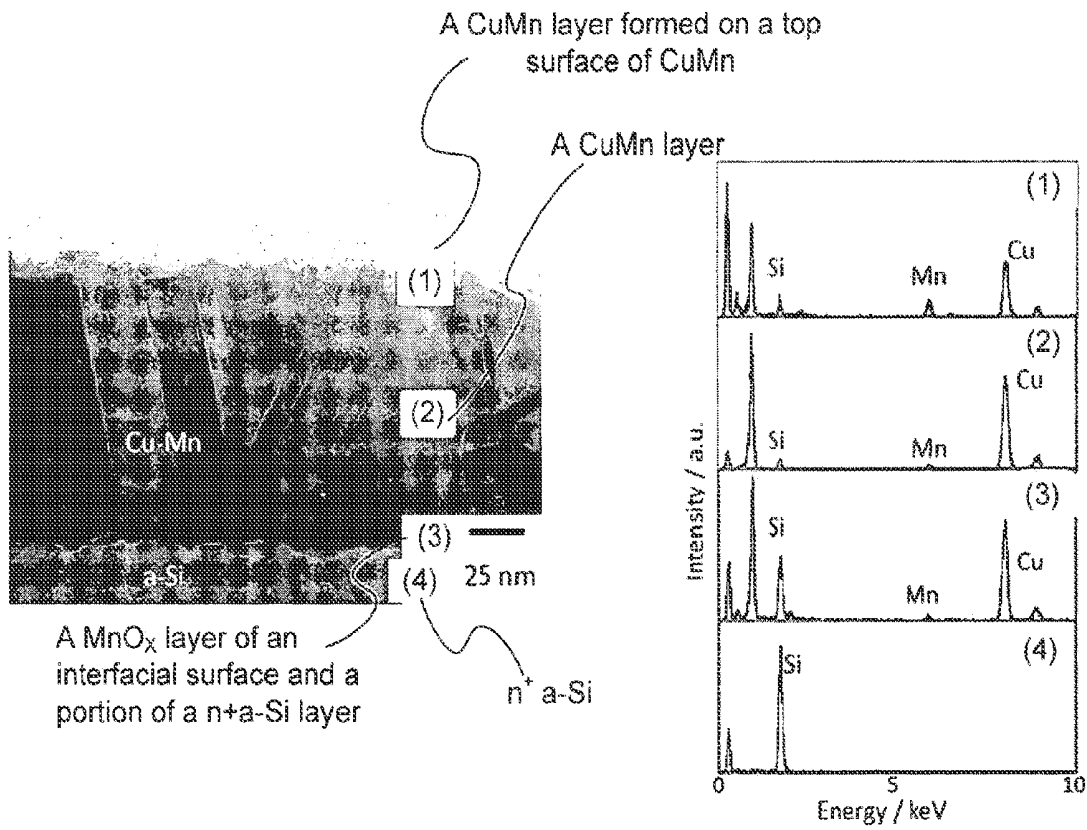 A CuMn layer formed on a top
surface of CuMn
A CuMn layer
(1)
(2)
Cu-Mn
(3)
a-Si
(4)
25 nm
A MnOX layer of an
interfacial surface and a
portion of a n+a-Si layer
n+ a-Si
(1)
Si
Mn
Cu
(2)
Si
Mn
Cu
(3)
Si
Mn
Cu
(4)
Si
Intensity / a.u.
0
5
10
Energy / keV